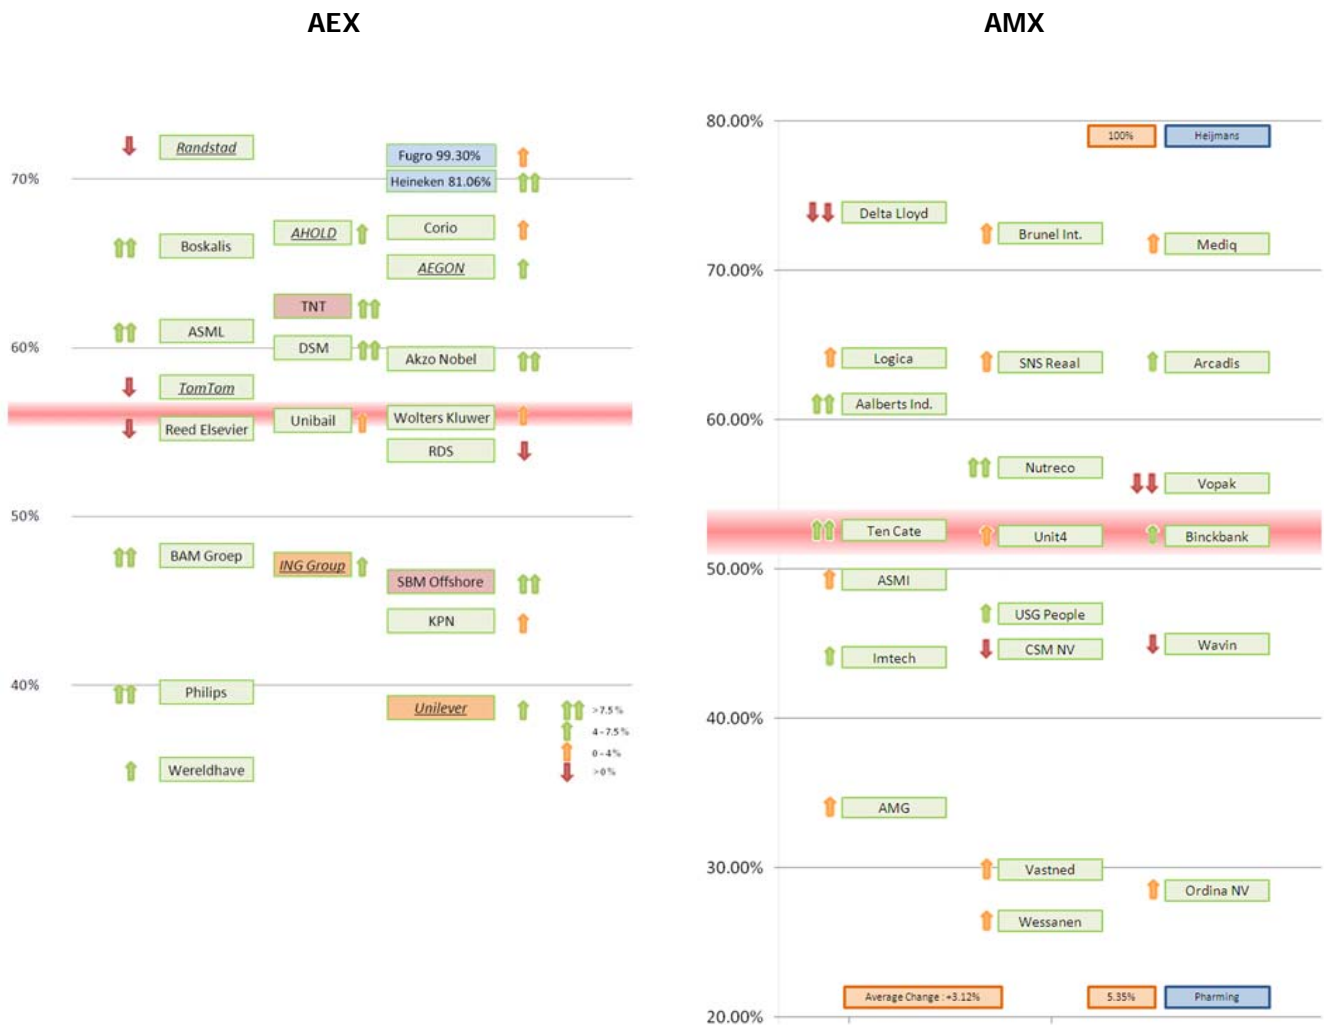 AEX
AMX
Randstad
Fugro 99.30%
Heineken 81.06%
70%
AHOLD
Corio
Boskalis
AEGON
TNT
ASML
DSM
60%
Akzo Nobel
TomTom
Unibail
Wolters Kluwer
Reed Elsevier
RDS
50%
BAM Groep
ING Group
SBM Offshore
KPN
40%
Philips
Unilever
>7.5%
4-7.5%
0-4%
>0%
Wereldhave
80.00%
100%
Heijmans
Delta Lloyd
Brunel Int.
Mediq
70.00%
Logica
SNS Reaal
Arcadis
Aalberts Ind.
60.00%
Nutreco
Vopak
Ten Cate
Unit4
Binckbank
50.00%
ASMI
USG People
CSM NV
Wavin
Imtech
40.00%
AMG
30.00%
Vastned
Ordina NV
Wessanen
Average Change : +3.12%
5.35%
Pharming
20.00%